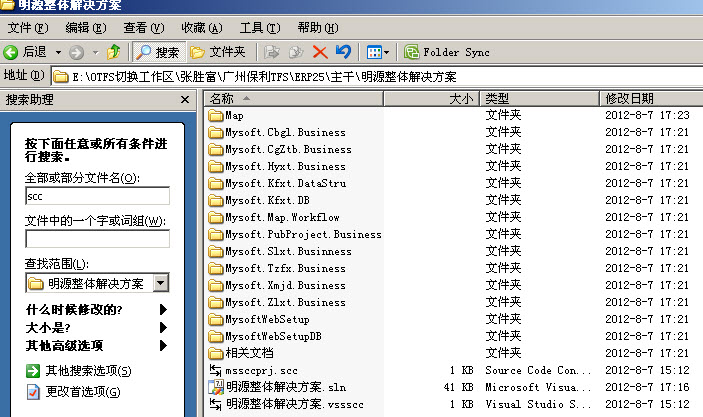 明源整体解决方案
文件(F) 编辑(E) 查看(V) 收藏(A) 工具(T) 帮助(H)
后退 搜索 文件夹 Folder Sync
地址(D) E:\OTFS切换工作区\张胜富\广州保利TFS\ERP25\主干\明源整体解决方案
搜索助理
按下面任意或所有条件进行搜索。
全部或部分文件名(O):
scc
文件中的一个字或词组(W):
查找范围(L):
明源整体解决方案
什么时候修改的?
大小是?
其他高级选项
其他搜索选项(S)
更改首选项(G)
名称 大小 类型 修改日期
Map 文件夹 2012-8-7 17:23
Mysoft.Cbgl.Business 文件夹 2012-8-7 17:21
Mysoft.CgZtb.Business 文件夹 2012-8-7 17:21
Mysoft.Hyxt.Business 文件夹 2012-8-7 17:21
Mysoft.Kfxt.DataStru 文件夹 2012-8-7 17:21
Mysoft.Kfxt.DB 文件夹 2012-8-7 17:21
Mysoft.Map.Workflow 文件夹 2012-8-7 17:21
Mysoft.PubProject.Business 文件夹 2012-8-7 17:21
Mysoft.Slxt.Businness 文件夹 2012-8-7 17:21
Mysoft.Tzfx.Business 文件夹 2012-8-7 17:21
Mysoft.Xmjd.Business 文件夹 2012-8-7 17:21
Mysoft.Zlxt.Business 文件夹 2012-8-7 17:21
MysoftWebSetup 文件夹 2012-8-7 17:21
MysoftWebSetupDB 文件夹 2012-8-7 17:21
相关文档 文件夹 2012-8-7 17:21
mssccprj.scc 1 KB Source Code Con... 2012-8-7 15:12
明源整体解决方案.sln 41 KB Microsoft Visua... 2012-8-7 17:16
明源整体解决方案.vssscc 1 KB Visual Studio S... 2012-8-7 15:12